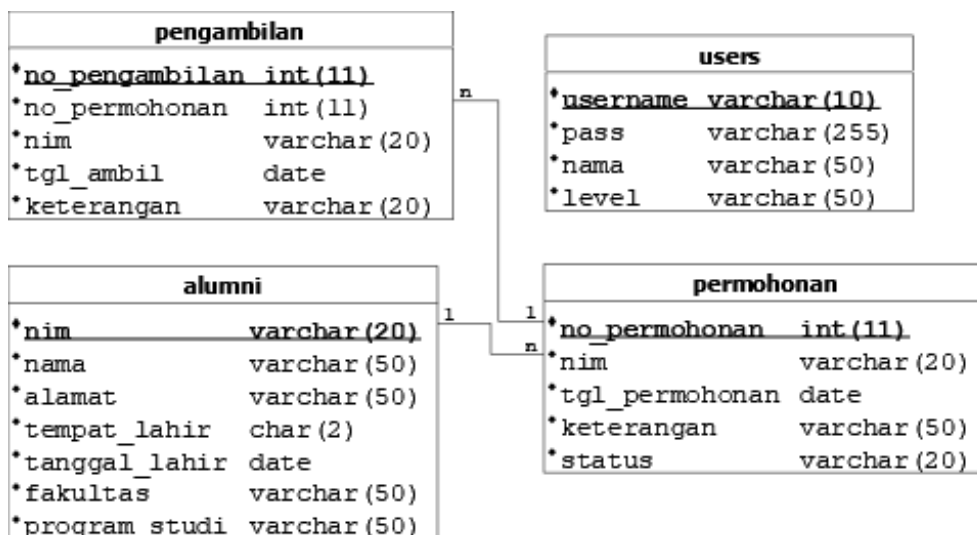 pengambilan
*no_pengambilan int(11)
*no_permohonan int(11)
*nim varchar(20)
*tgl_ambil date
*keterangan varchar(20)
users
*username varchar(10)
*pass varchar(255)
*nama varchar(50)
*level varchar(50)
n
alumni
*nim varchar(20)
*nama varchar(50)
*alamat varchar(50)
*tempat_lahir char(2)
*tanggal_lahir date
*fakultas varchar(50)
*program_studi varchar(50)
1
1
n
permohonan
*no_permohonan int(11)
*nim varchar(20)
*tgl_permohonan date
*keterangan varchar(50)
*status varchar(20)